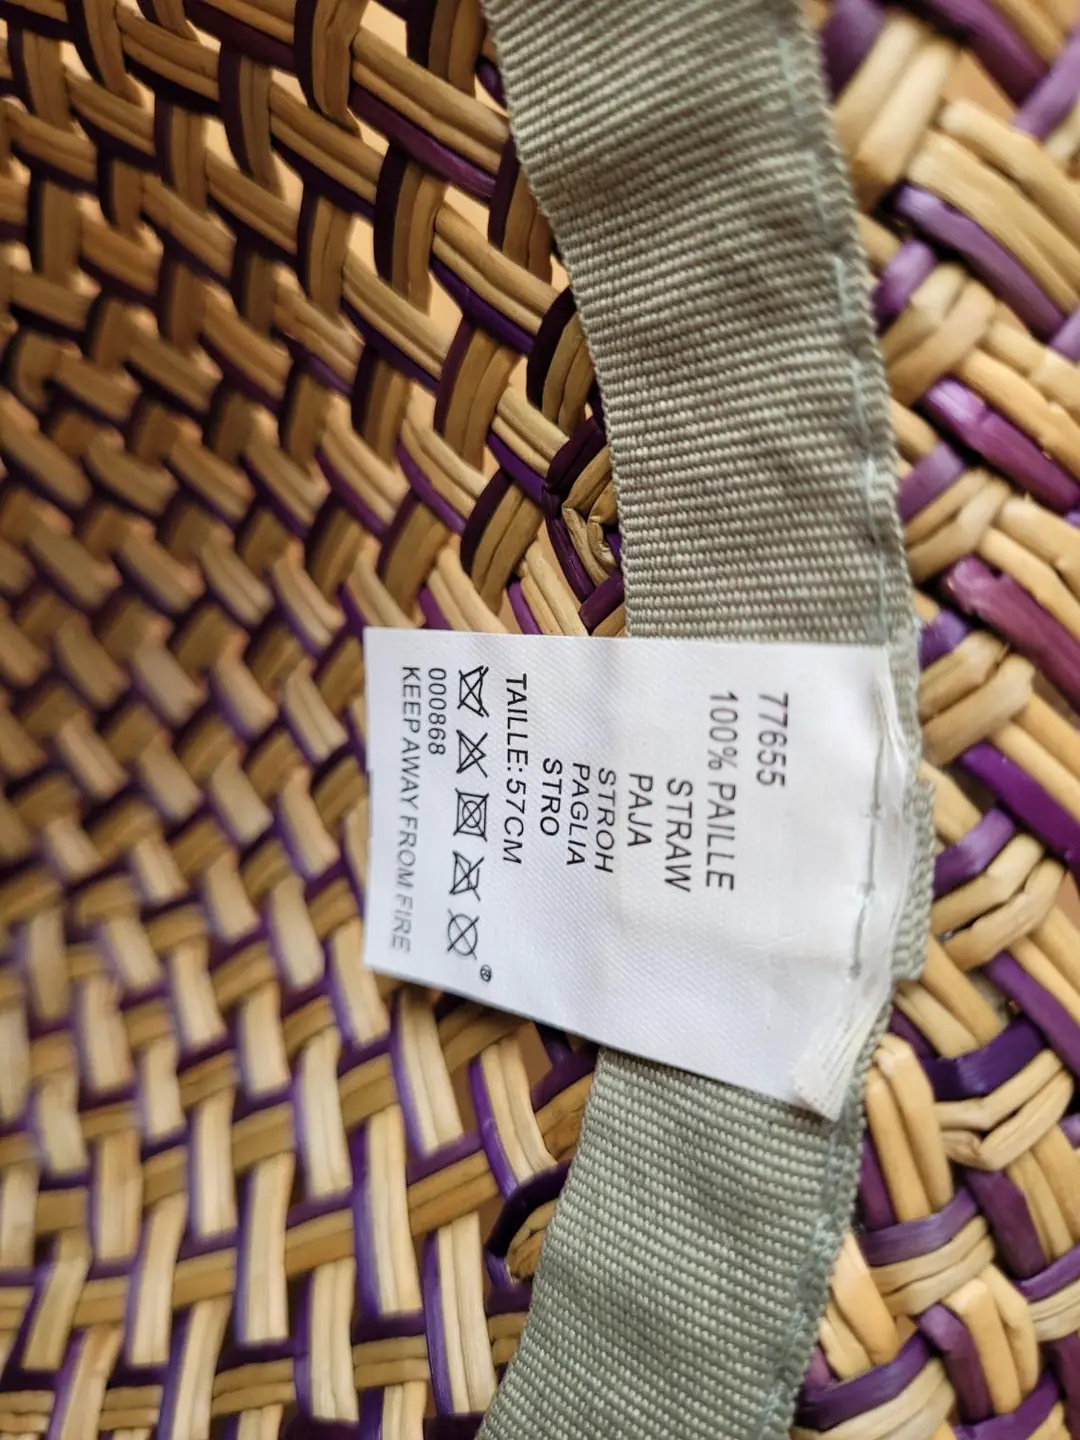 77655
100% PAILLE
STRAW
PAJA
STROH
PAGLIA
STRO
TAILLE:57CM
®
000868
KEEP AWAY FROM FIRE